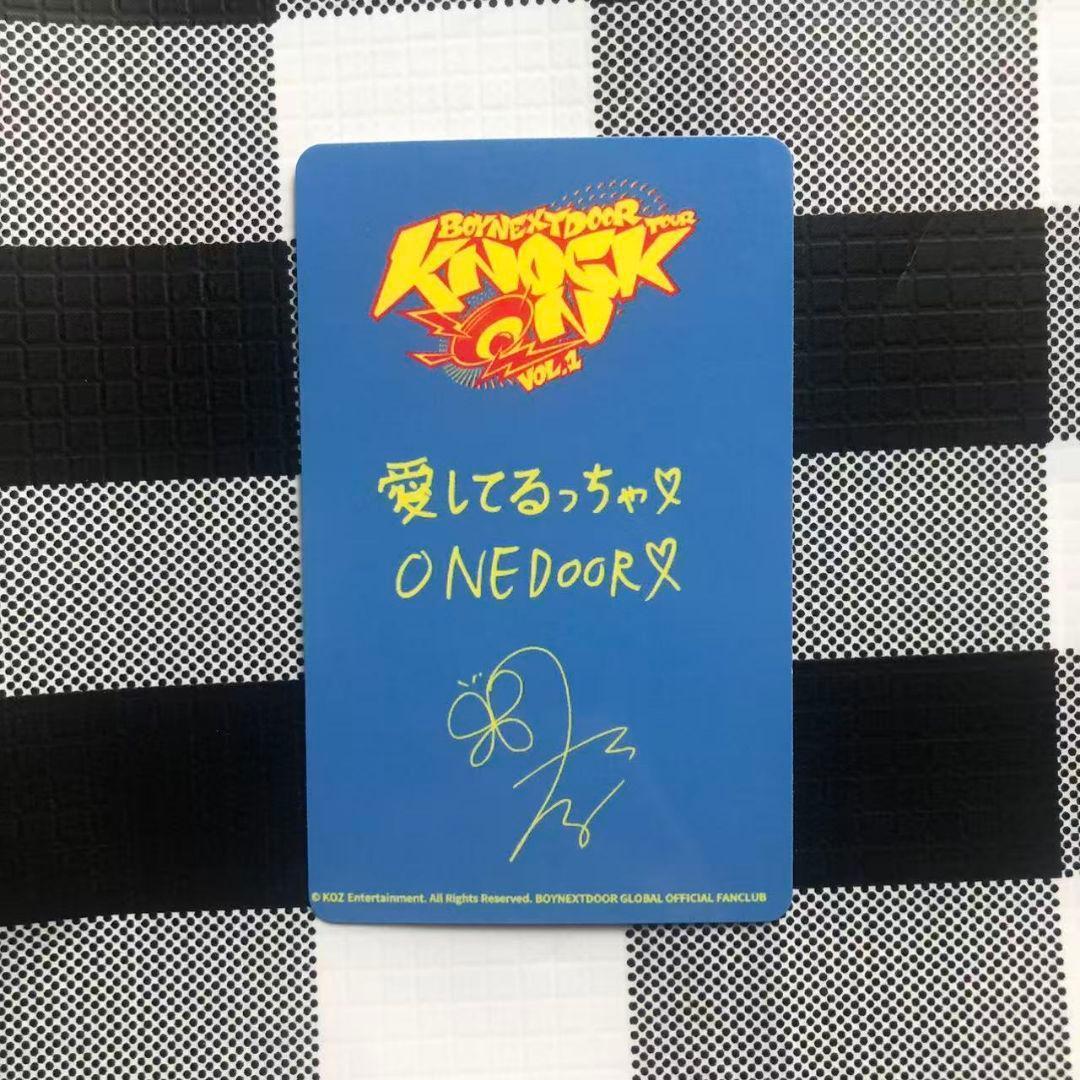 BOYNEXTDOOR TOUR
KNOCK
ON
VOL.1
愛してるっちゃ♡
ONEDOOR♡
© KOZ Entertainment. All Rights Reserved. BOYNEXTDOOR GLOBAL OFFICIAL FANCLUB